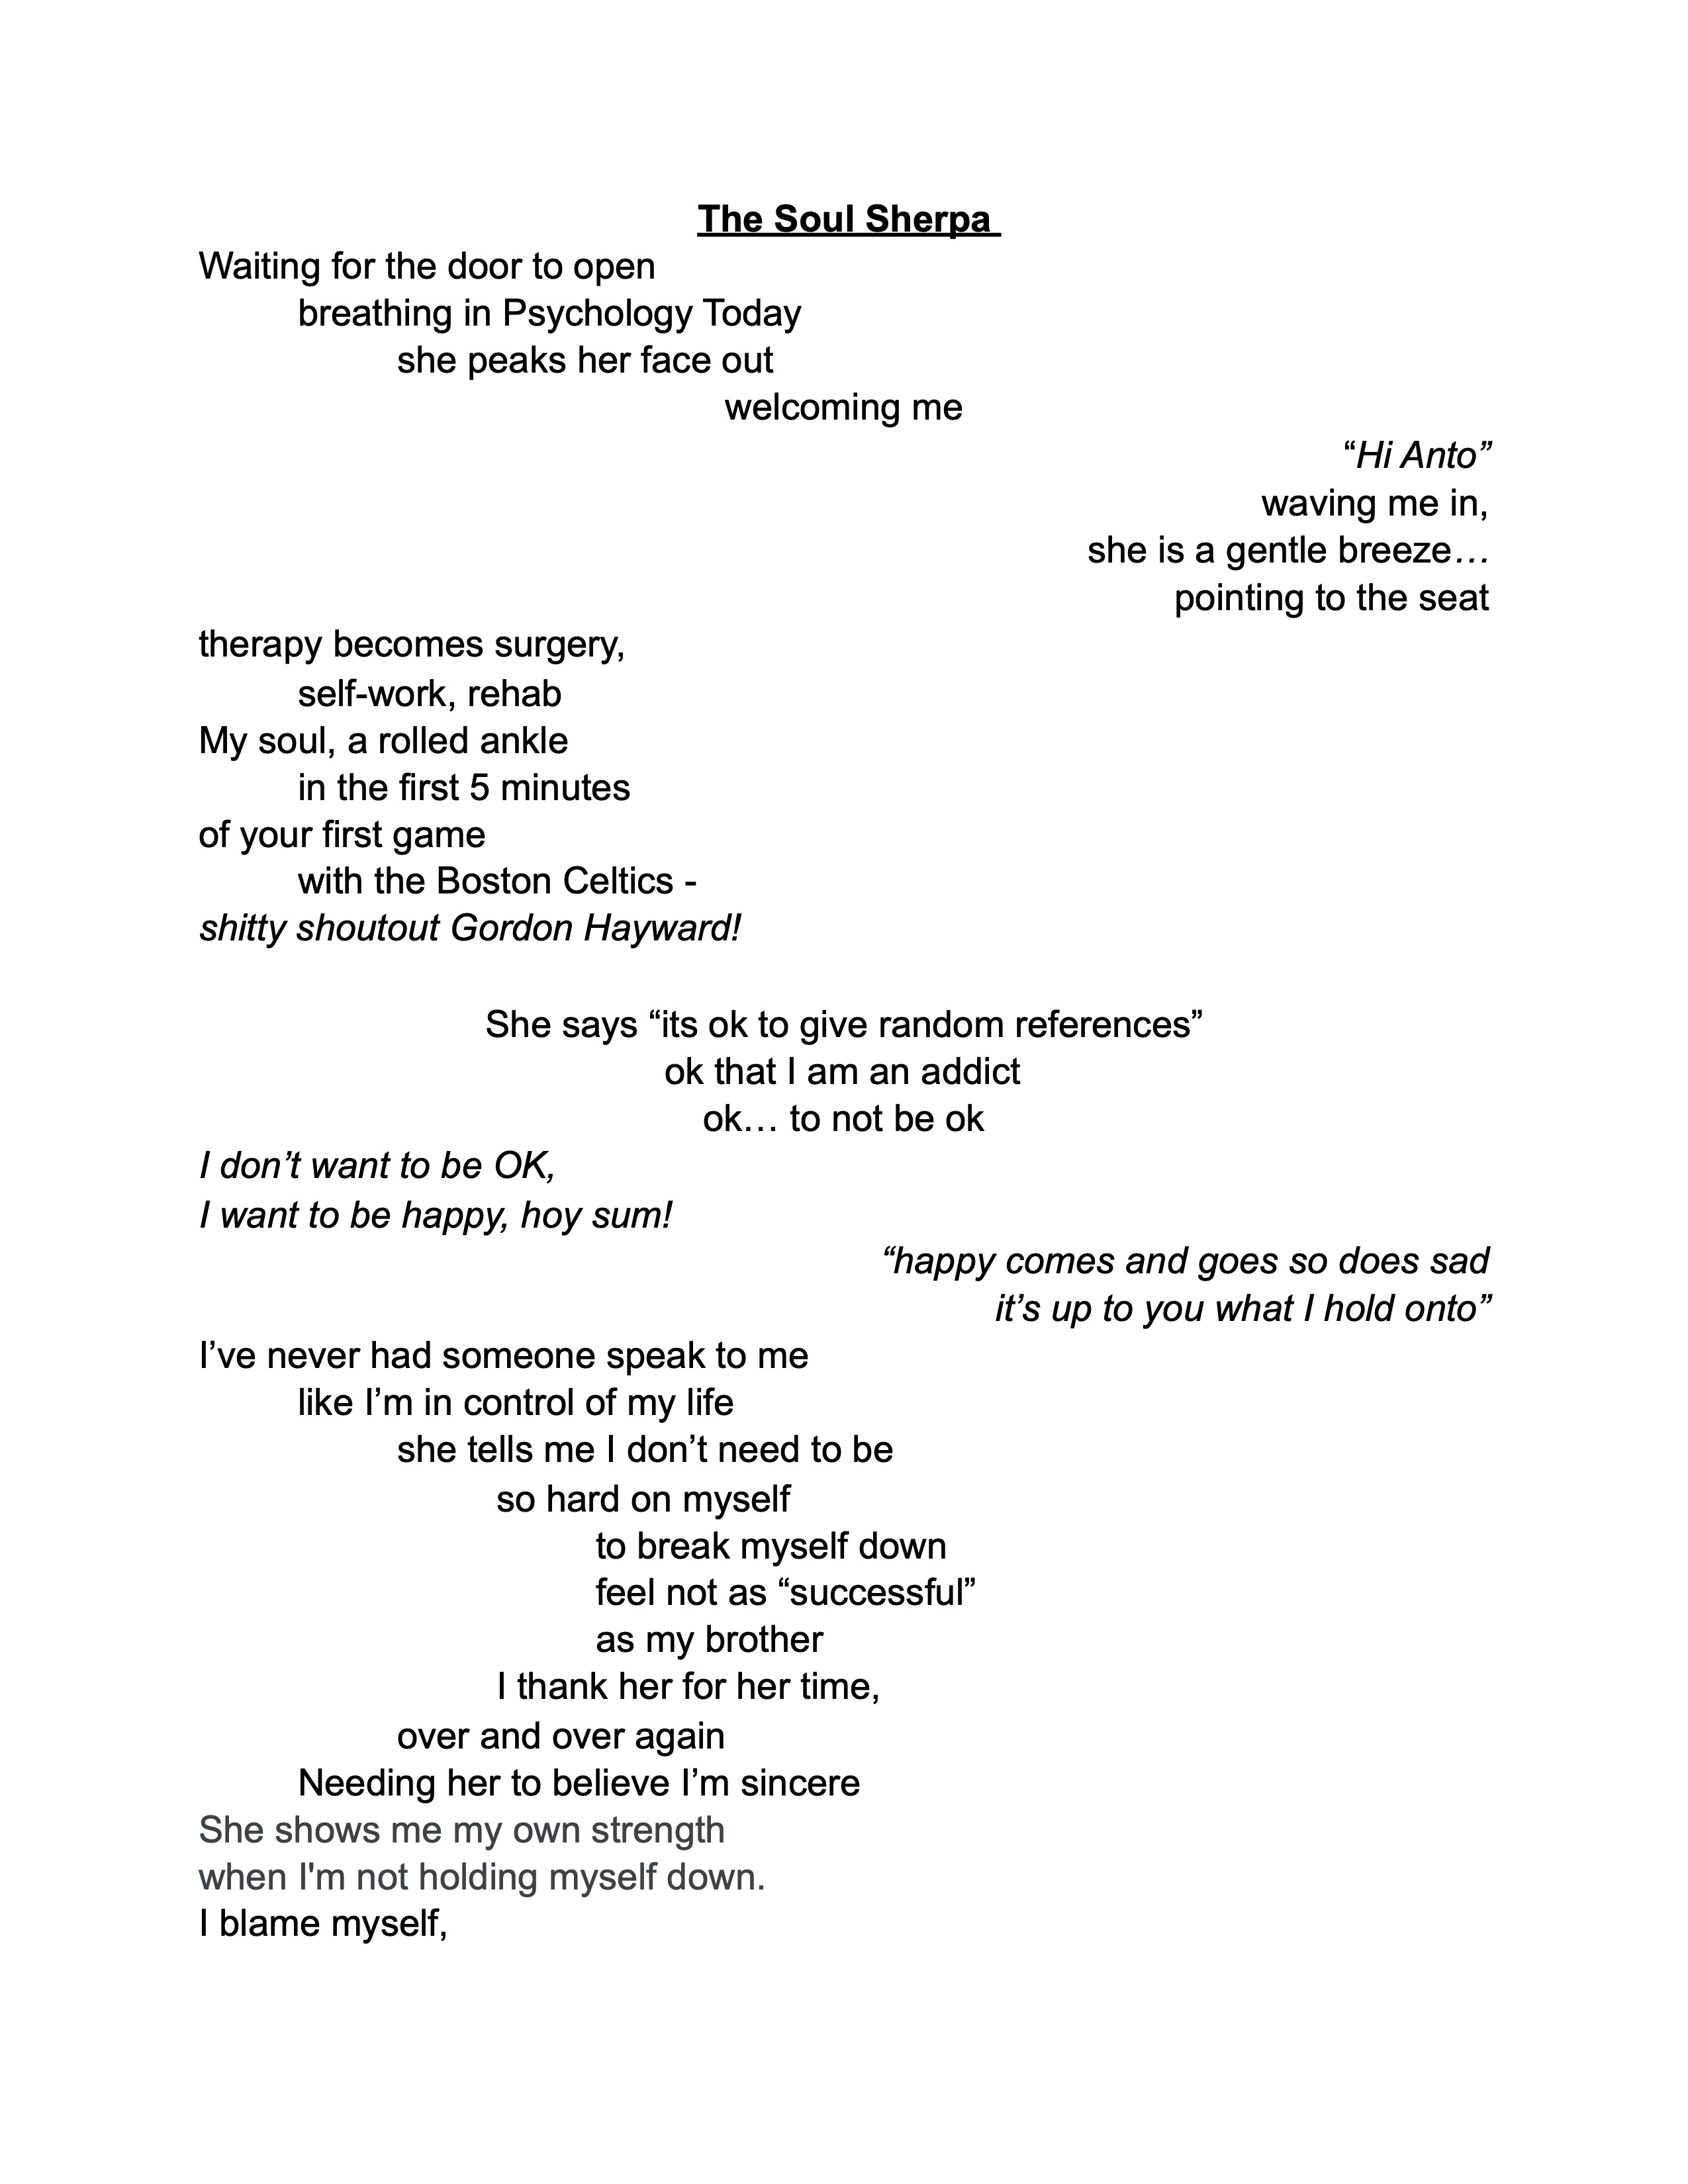 The Soul Sherpa
Waiting for the door to open
breathing in Psychology Today
she peaks her face out
welcoming me
“Hi Anto”
waving me in,
she is a gentle breeze…
pointing to the seat
therapy becomes surgery,
self-work, rehab
My soul, a rolled ankle
in the first 5 minutes
of your first game
with the Boston Celtics -
shitty shoutout Gordon Hayward!
She says “its ok to give random references”
ok that I am an addict
ok… to not be ok
I don’t want to be OK,
I want to be happy, hoy sum!
“happy comes and goes so does sad
it’s up to you what I hold onto”
I’ve never had someone speak to me
like I’m in control of my life
she tells me I don’t need to be
so hard on myself
to break myself down
feel not as “successful”
as my brother
I thank her for her time,
over and over again
Needing her to believe I’m sincere
She shows me my own strength
when I'm not holding myself down.
I blame myself,